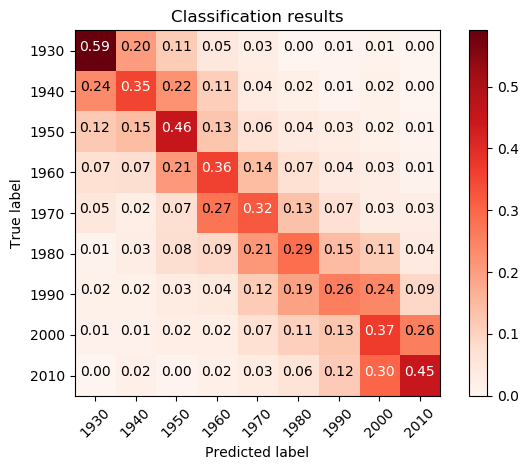 Classification results
1930 0.59 0.20 0.11 0.05 0.03 0.00 0.01 0.01 0.00
1940 0.24 0.35 0.22 0.11 0.04 0.02 0.01 0.02 0.00
1950 0.12 0.15 0.46 0.13 0.06 0.04 0.03 0.02 0.01
1960 0.07 0.07 0.21 0.36 0.14 0.07 0.04 0.03 0.01
1970 0.05 0.02 0.07 0.27 0.32 0.13 0.07 0.03 0.03
1980 0.01 0.03 0.08 0.09 0.21 0.29 0.15 0.11 0.04
1990 0.02 0.02 0.03 0.04 0.12 0.19 0.26 0.24 0.09
2000 0.01 0.01 0.02 0.02 0.07 0.11 0.13 0.37 0.26
2010 0.00 0.02 0.00 0.02 0.03 0.06 0.12 0.30 0.45
True label
1930 1940 1950 1960 1970 1980 1990 2000 2010
Predicted label
0.5
0.4
0.3
0.2
0.1
0.0